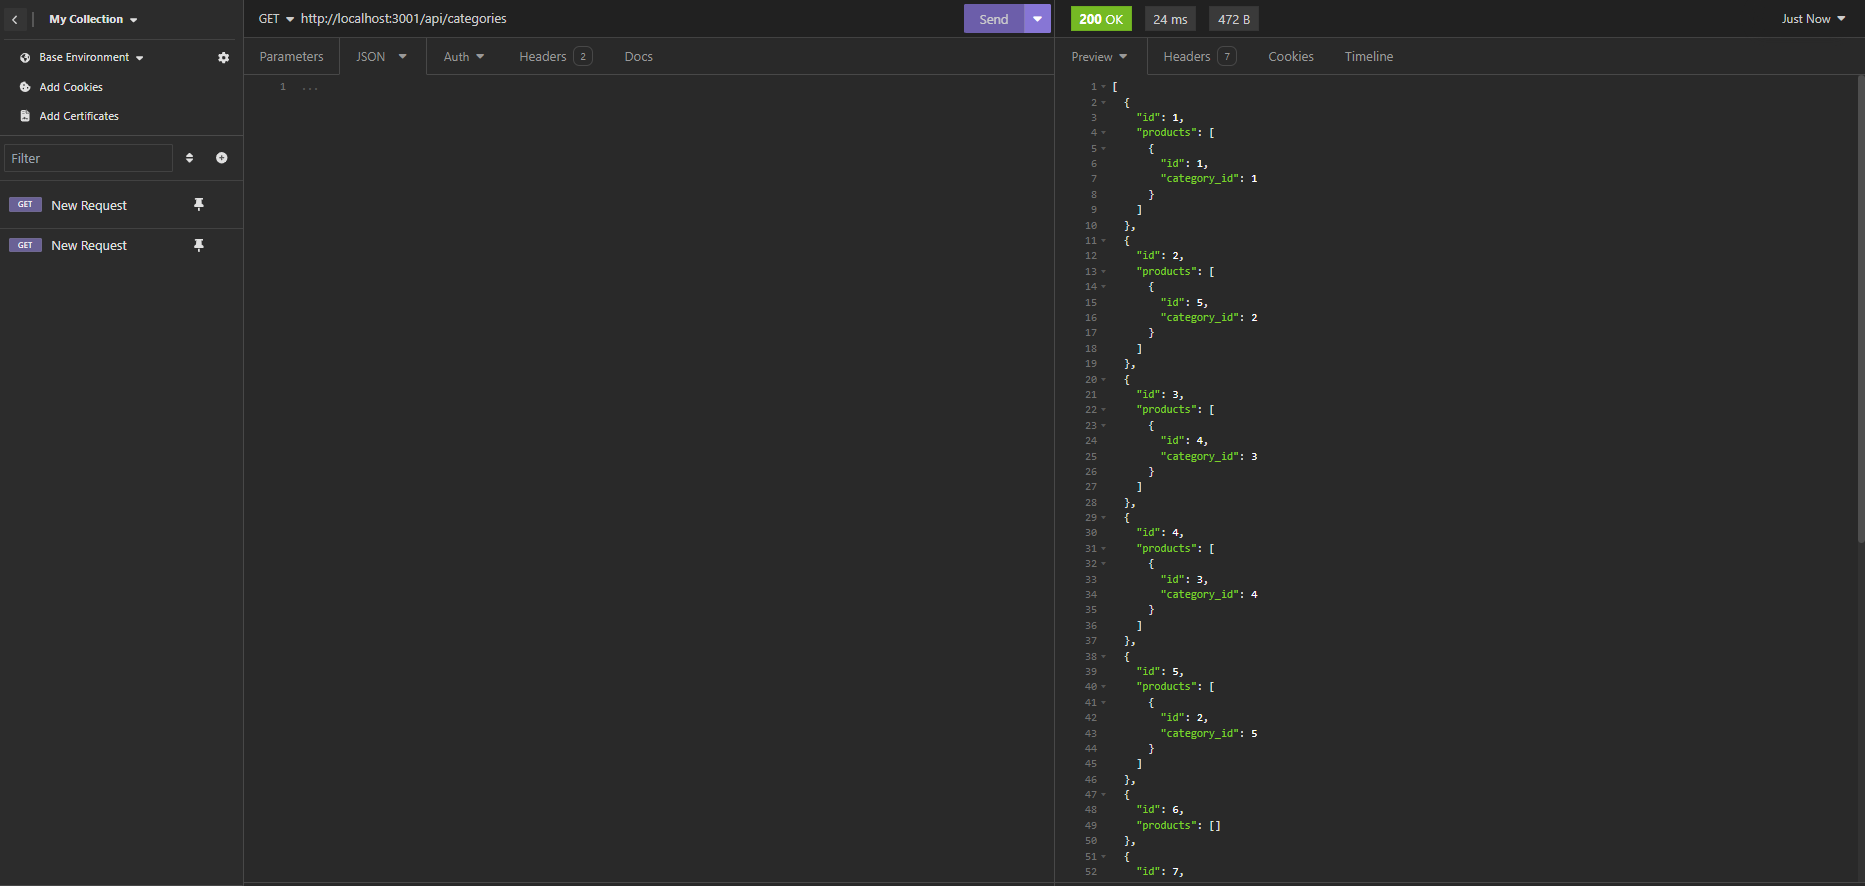 My Collection
Base Environment
Add Cookies
Add Certificates
Filter
GET New Request
GET New Request
GET http://localhost:3001/api/categories Send
Parameters JSON Auth Headers 2 Docs
1 ...
200 OK 24 ms 472 B Just Now
Preview Headers 7 Cookies Timeline
1 [
2 {
3 "id": 1,
4 "products": [
5 {
6 "id": 1,
7 "category_id": 1
8 }
9 ]
10 },
11 {
12 "id": 2,
13 "products": [
14 {
15 "id": 5,
16 "category_id": 2
17 }
18 ]
19 },
20 {
21 "id": 3,
22 "products": [
23 {
24 "id": 4,
25 "category_id": 3
26 }
27 ]
28 },
29 {
30 "id": 4,
31 "products": [
32 {
33 "id": 3,
34 "category_id": 4
35 }
36 ]
37 },
38 {
39 "id": 5,
40 "products": [
41 {
42 "id": 2,
43 "category_id": 5
44 }
45 ]
46 },
47 {
48 "id": 6,
49 "products": []
50 },
51 {
52 "id": 7,